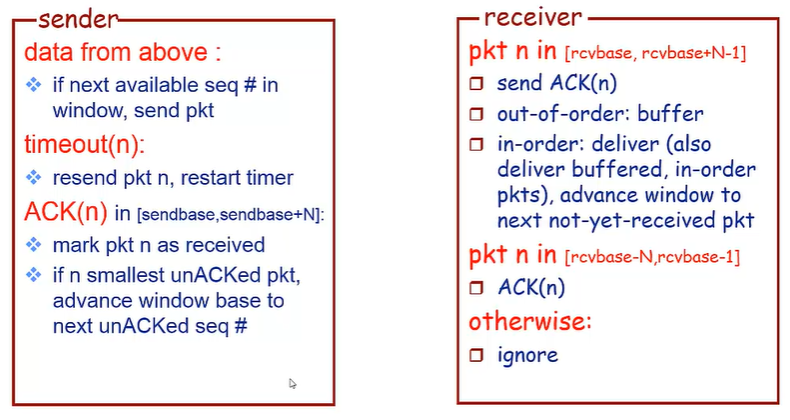 sender
data from above :
❖ if next available seq # in
window, send pkt
timeout(n):
❖ resend pkt n, restart timer
ACK(n) in [sendbase,sendbase+N]:
❖ mark pkt n as received
❖ if n smallest unACKed pkt,
advance window base to
next unACKed seq #
receiver
pkt n in [rcvbase, rcvbase+N-1]
❒ send ACK(n)
❒ out-of-order: buffer
❒ in-order: deliver (also
deliver buffered, in-order
pkts), advance window to
next not-yet-received pkt
pkt n in [rcvbase-N,rcvbase-1]
❒ ACK(n)
otherwise:
❒ ignore